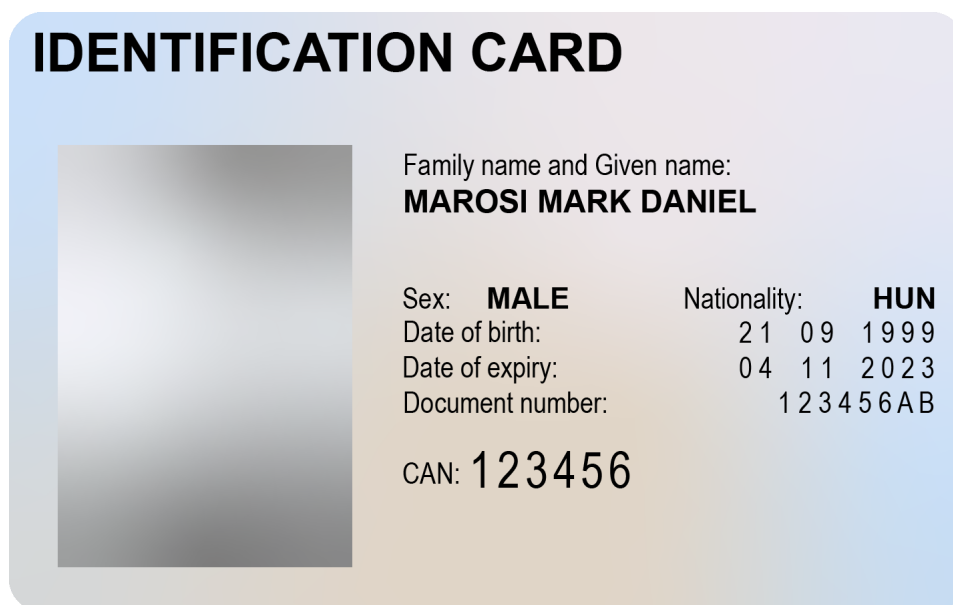 IDENTIFICATION CARD
Family name and Given name:
MAROSI MARK DANIEL
Sex: MALE Nationality: HUN
Date of birth: 21 09 1999
Date of expiry: 04 11 2023
Document number: 123456AB
CAN: 123456